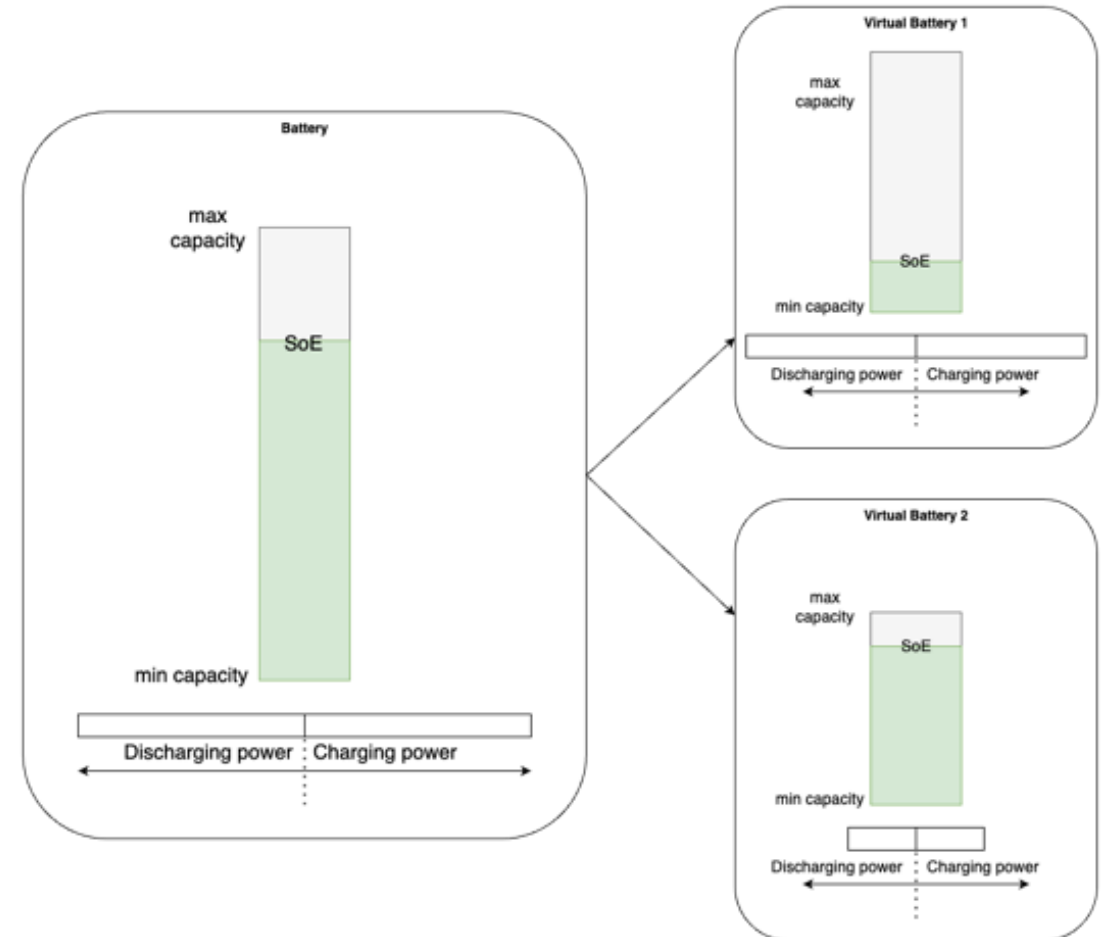 Battery
max
capacity
SoE
min capacity
Discharging power
Charging power
Virtual Battery 1
max
capacity
SoE
min capacity
Discharging power
Charging power
Virtual Battery 2
max
capacity
SoE
min capacity
Discharging power
Charging power